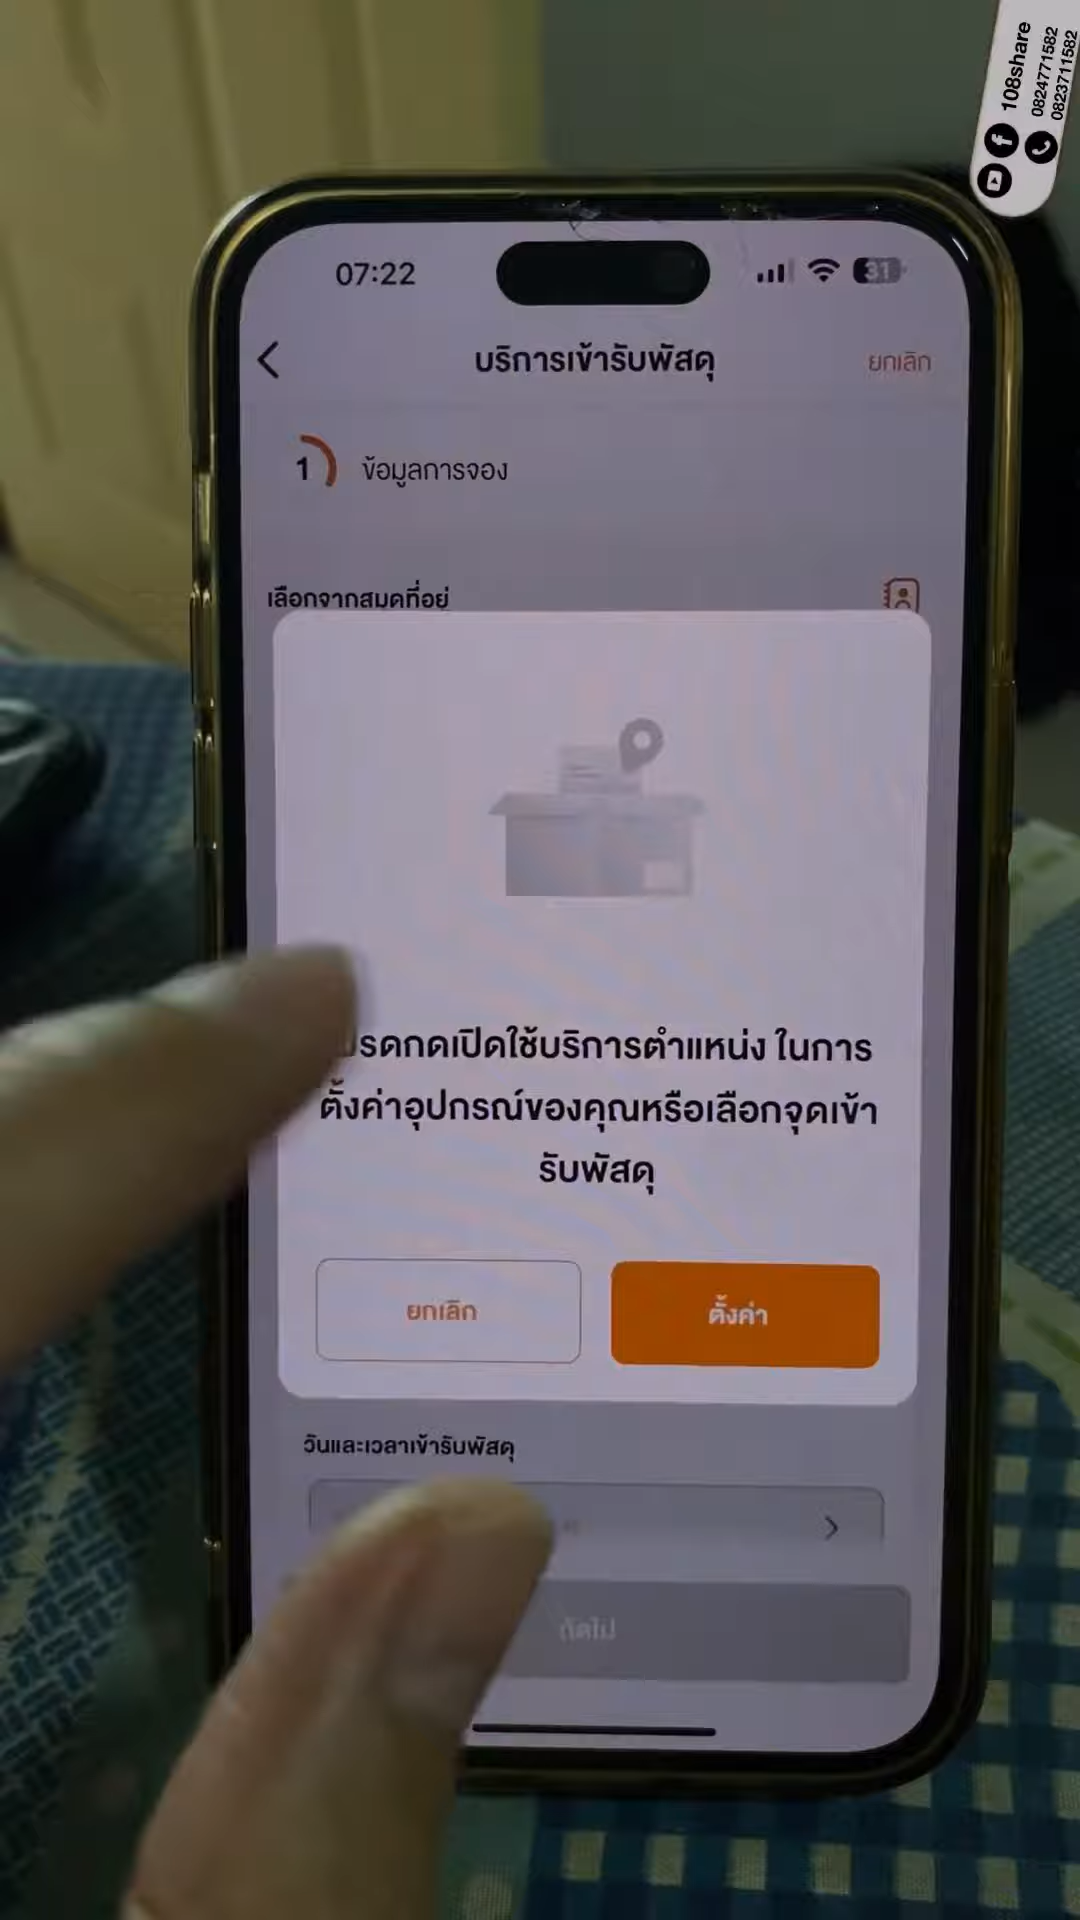 108share
0824771582
0823711582
07:22
31
บริการเข้ารับพัสดุ
ยกเลิก
1
ข้อมูลการจอง
เลือกจากสมุดที่อยู่
รดกดเปิดใช้บริการตำแหน่ง ในการ
ตั้งค่าอุปกรณ์ของคุณหรือเลือกจุดเข้า
รับพัสดุ
ยกเลิก
ตั้งค่า
วันและเวลาเข้ารับพัสดุ
ถัดไป